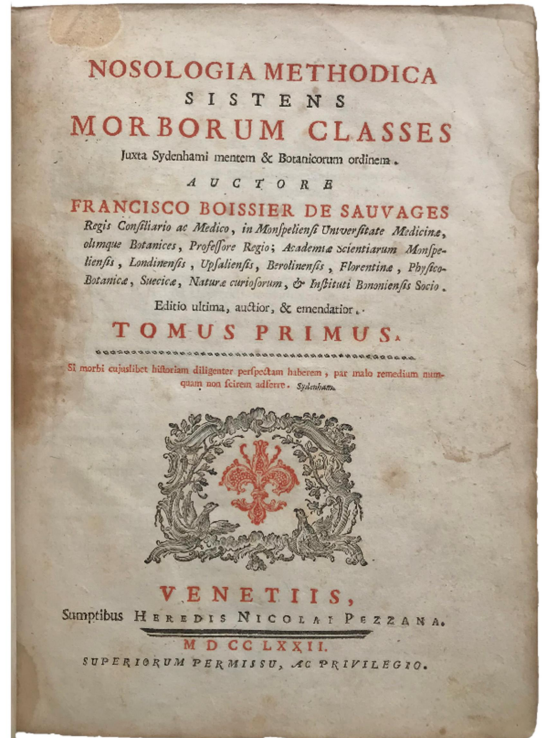 NOSOLOGIA METHODICA
SISTENS
MORBORUM CLASSES
Juxta Sydenhami mentem & Botanicorum ordinem.
AUCTORE
FRANCISCO BOISSIER DE SAUVAGES
Regis Consiliario ac Medico, in Monspeliensi Universitate Medicinæ,
olimque Botanices, Professore Regio; Academiæ Scientiarum Monspe-
liensis, Londinensis, Upsaliensis, Berolinensis, Florentinæ, Physico-
Botanicæ, Suecicæ, Naturæ curiosorum, & Instituti Bononiensis Socio.
Editio ultima, auctior, & emendatior.
TOMUS PRIMUS.
Si morbi cujuslibet historiam diligenter perspectam haberem, par malo remedium num-
quam non scirem adferre. Sydenham.
VENETIIS,
Sumptibus HEREDIS NICOLAI PEZZANA.
MDCCLXXII.
SUPERIORUM PERMISSU, AC PRIVILEGIO.